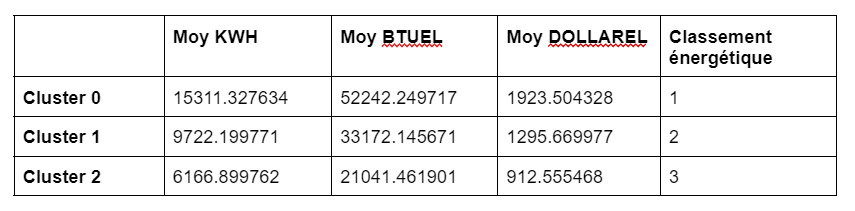 Moy KWH Moy BTUEL Moy DOLLAREL Classement
énergétique
Cluster 0 15311.327634 52242.249717 1923.504328 1
Cluster 1 9722.199771 33172.145671 1295.669977 2
Cluster 2 6166.899762 21041.461901 912.555468 3